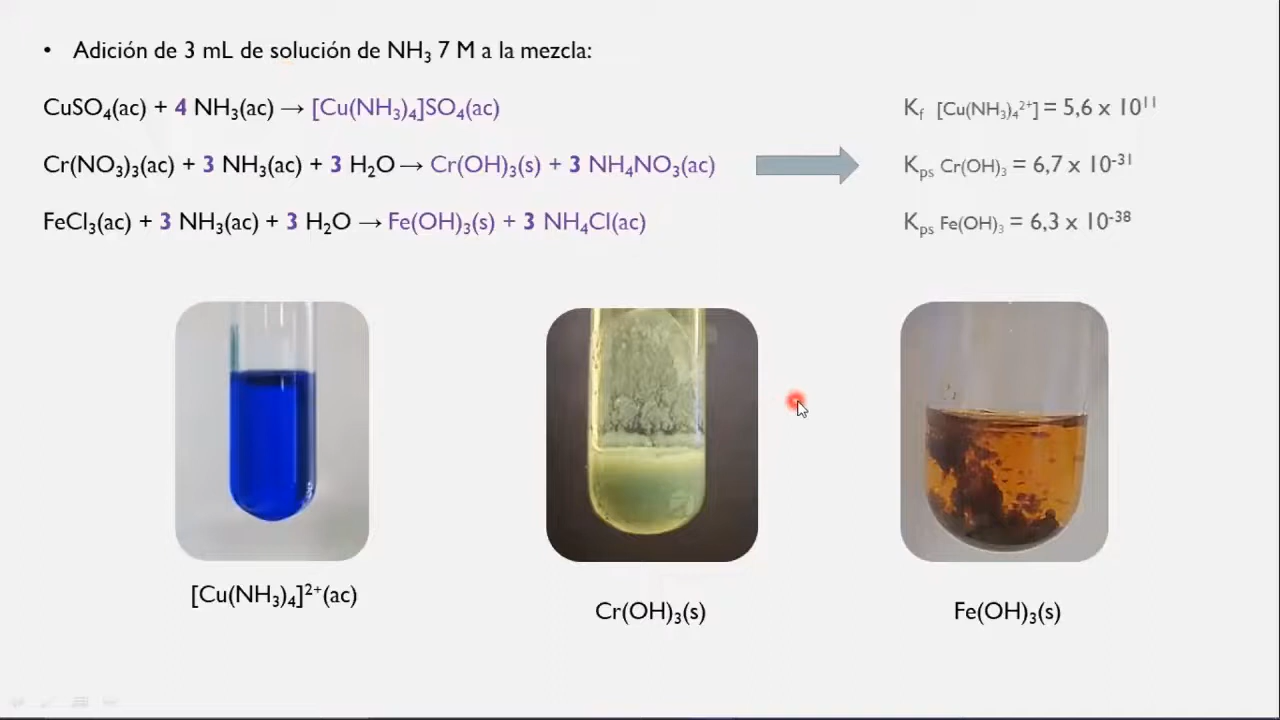 • Adición de 3 mL de solución de NH₃ 7 M a la mezcla:
CuSO₄(ac) + 4 NH₃(ac) → [Cu(NH₃)₄]SO₄(ac)
K_f [Cu(NH₃)₄²⁺] = 5,6 x 10¹¹
Cr(NO₃)₃(ac) + 3 NH₃(ac) + 3 H₂O → Cr(OH)₃(s) + 3 NH₄NO₃(ac)
K_ps Cr(OH)₃ = 6,7 x 10⁻³¹
FeCl₃(ac) + 3 NH₃(ac) + 3 H₂O → Fe(OH)₃(s) + 3 NH₄Cl(ac)
K_ps Fe(OH)₃ = 6,3 x 10⁻³⁸
[Cu(NH₃)₄]²⁺(ac)
Cr(OH)₃(s)
Fe(OH)₃(s)